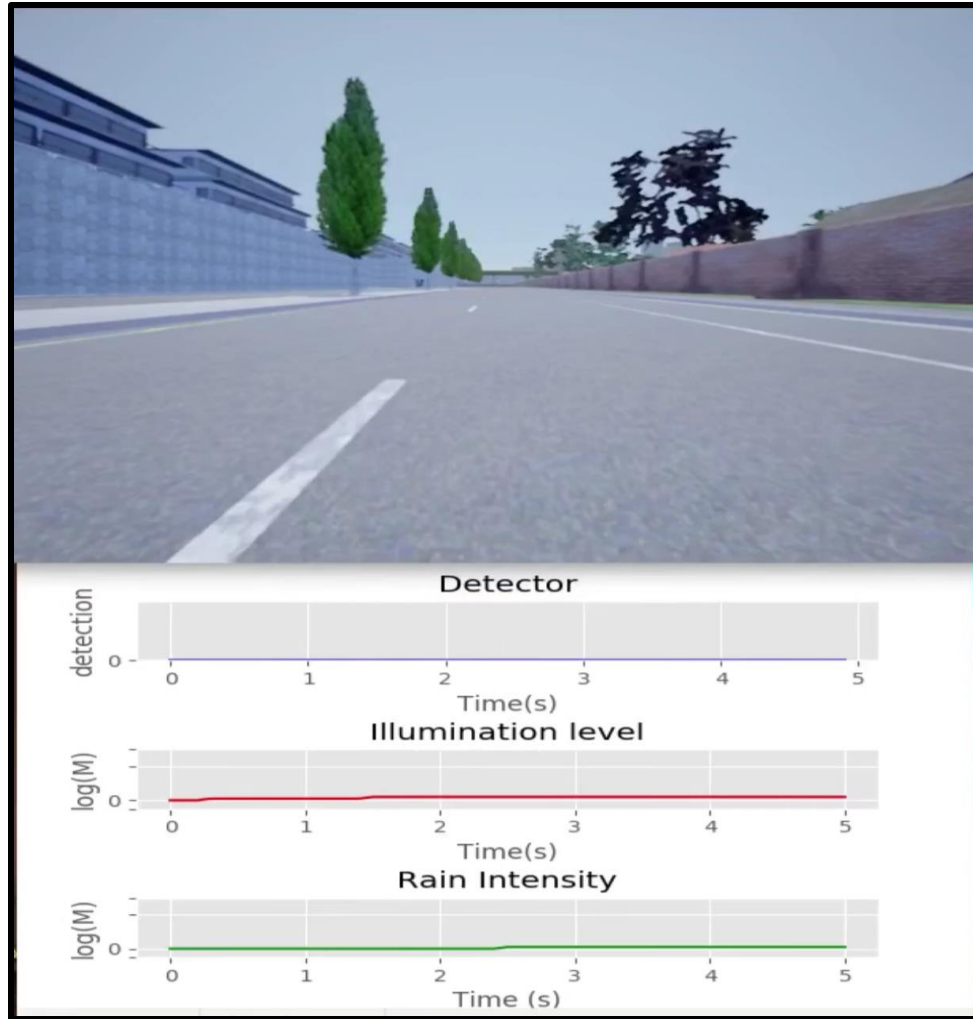 Detector
detection
0
0 1 2 3 4 5
Time(s)
Illumination level
log(M)
0
0 1 2 3 4 5
Time(s)
Rain Intensity
log(M)
0
0 1 2 3 4 5
Time (s)